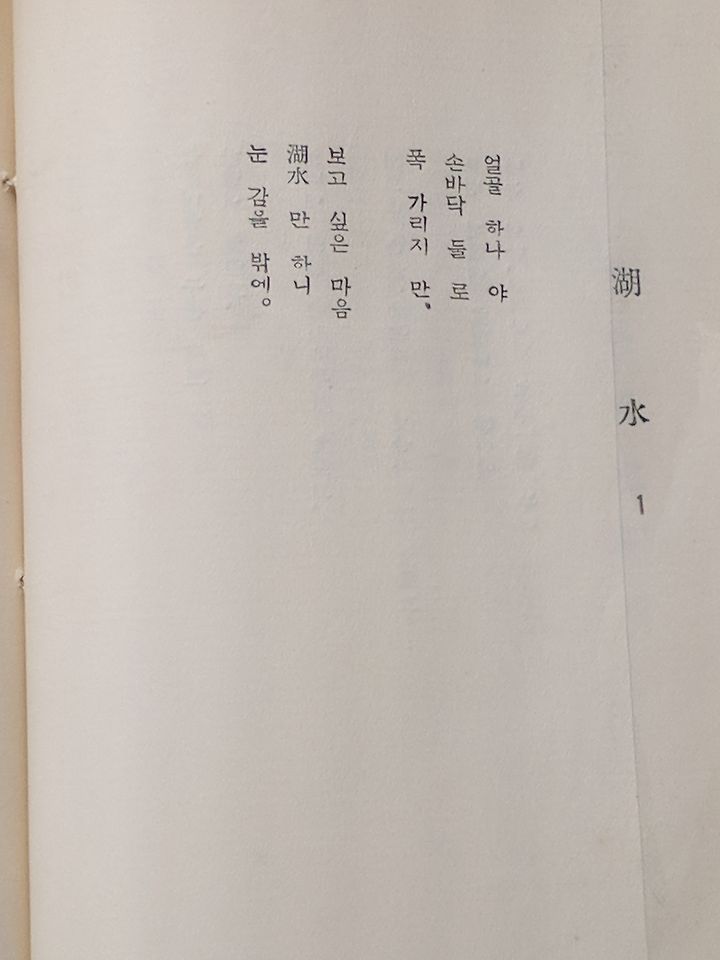 湖水 1
얼골 하나 야
손바닥 둘 로
폭 가리지 만、
보고 싶은 마음
湖水 만 하니
눈 감을 밖에。